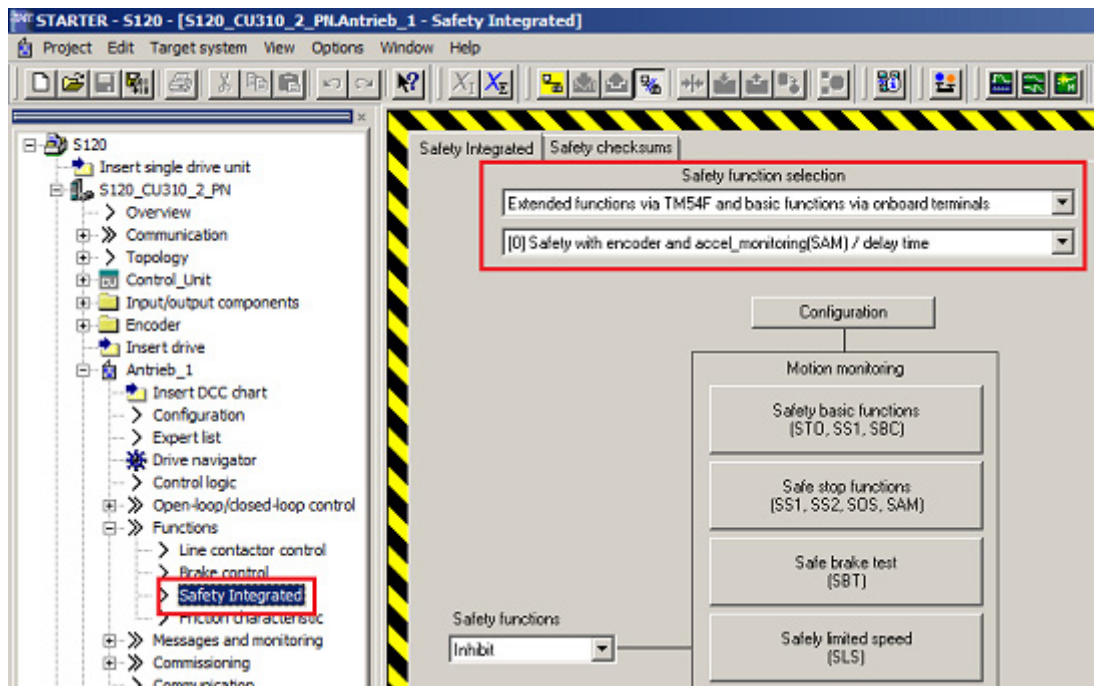 STARTER - S120 - [S120_CU310_2_PN.Antrieb_1 - Safety Integrated]
Project Edit Target system View Options Window Help
S120
Insert single drive unit
S120_CU310_2_PN
Overview
Communication
Topology
Control_Unit
Input/output components
Encoder
Insert drive
Antrieb_1
Insert DCC chart
Configuration
Expert list
Drive navigator
Control logic
Open-loop/closed-loop control
Functions
Line contactor control
Brake control
Safety Integrated
Friction characteristic
Messages and monitoring
Commissioning
Communication
Safety Integrated Safety checksums
Safety function selection
Extended functions via TM54F and basic functions via onboard terminals
[0] Safety with encoder and accel_monitoring(SAM) / delay time
Configuration
Motion monitoring
Safety basic functions
(STO, SS1, SBC)
Safe stop functions
(SS1, SS2, SOS, SAM)
Safe brake test
(SBT)
Safety functions
Inhibit
Safely limited speed
(SLS)